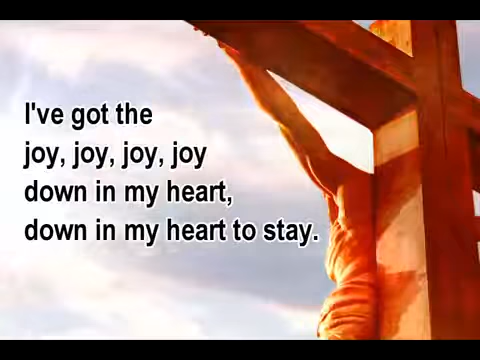 I've got the
joy, joy, joy, joy
down in my heart,
down in my heart to stay.